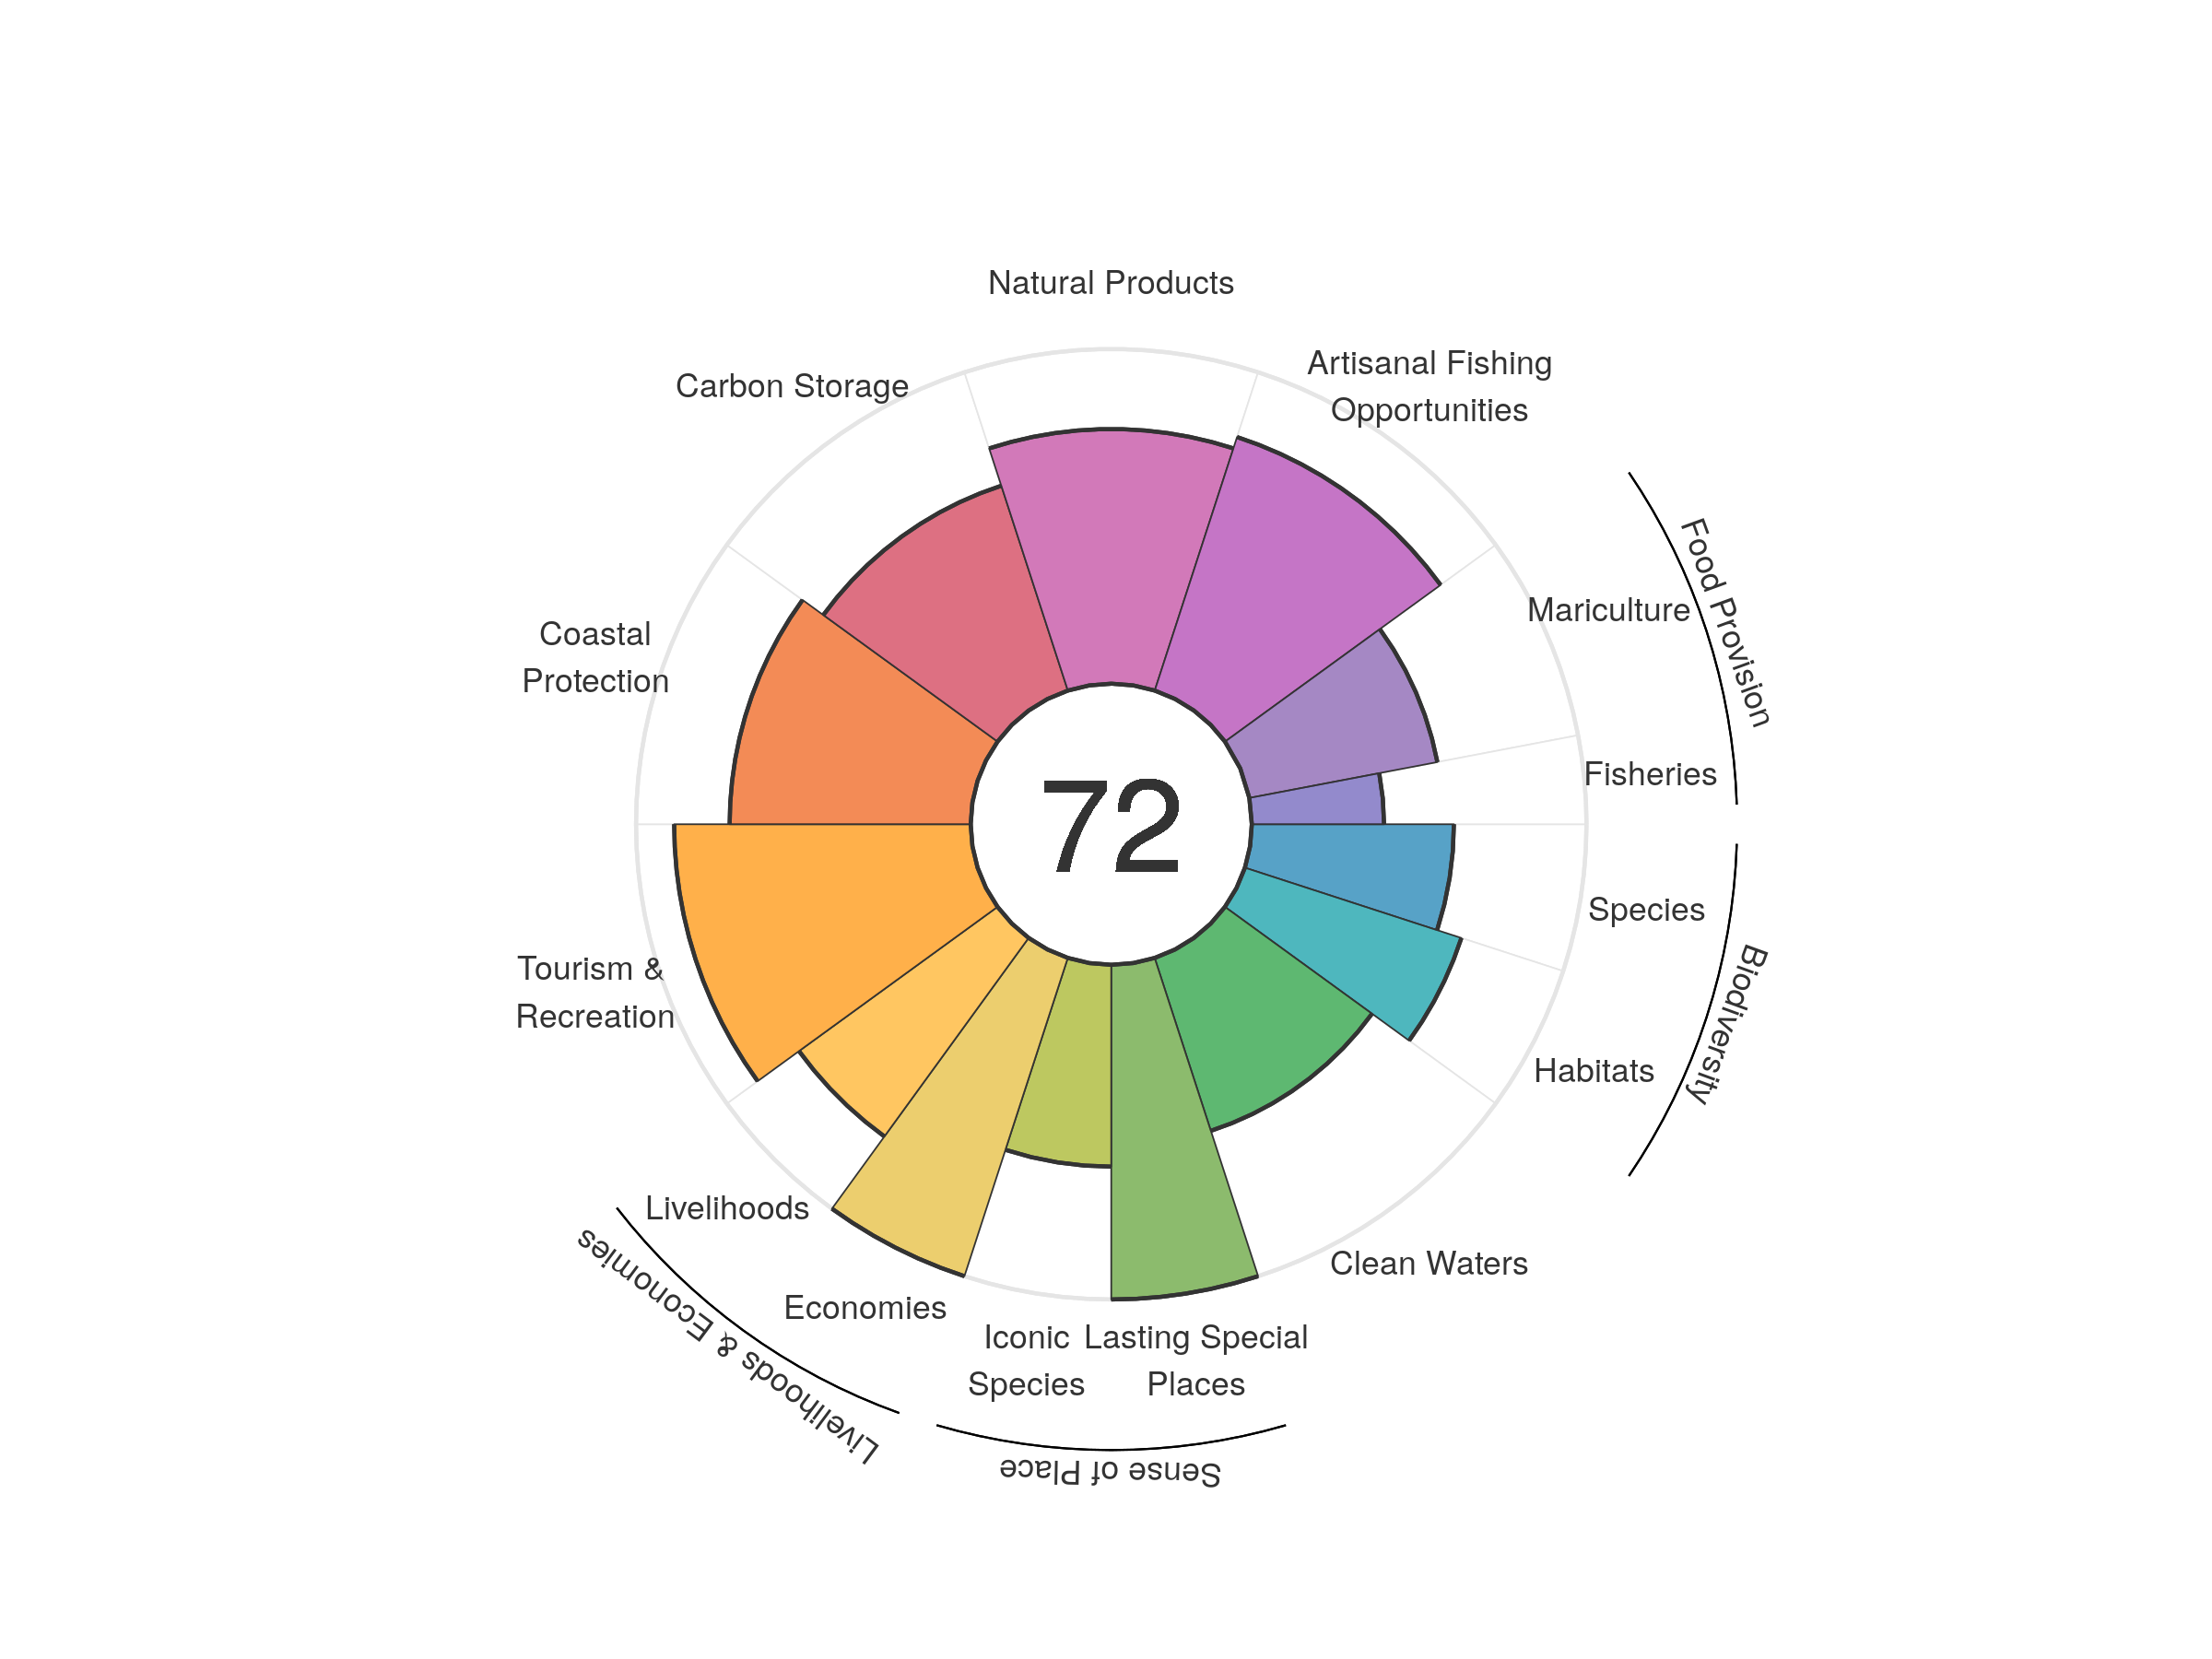 Natural Products
Artisanal Fishing
Opportunities
Carbon Storage
Food Provision
Mariculture
Coastal
Protection
Fisheries
72
Species
Biodiversity
Tourism &
Recreation
Habitats
Livelihoods
Livelihoods & Economies
Clean Waters
Economies
Iconic
Species
Lasting Special
Places
Sense of Place